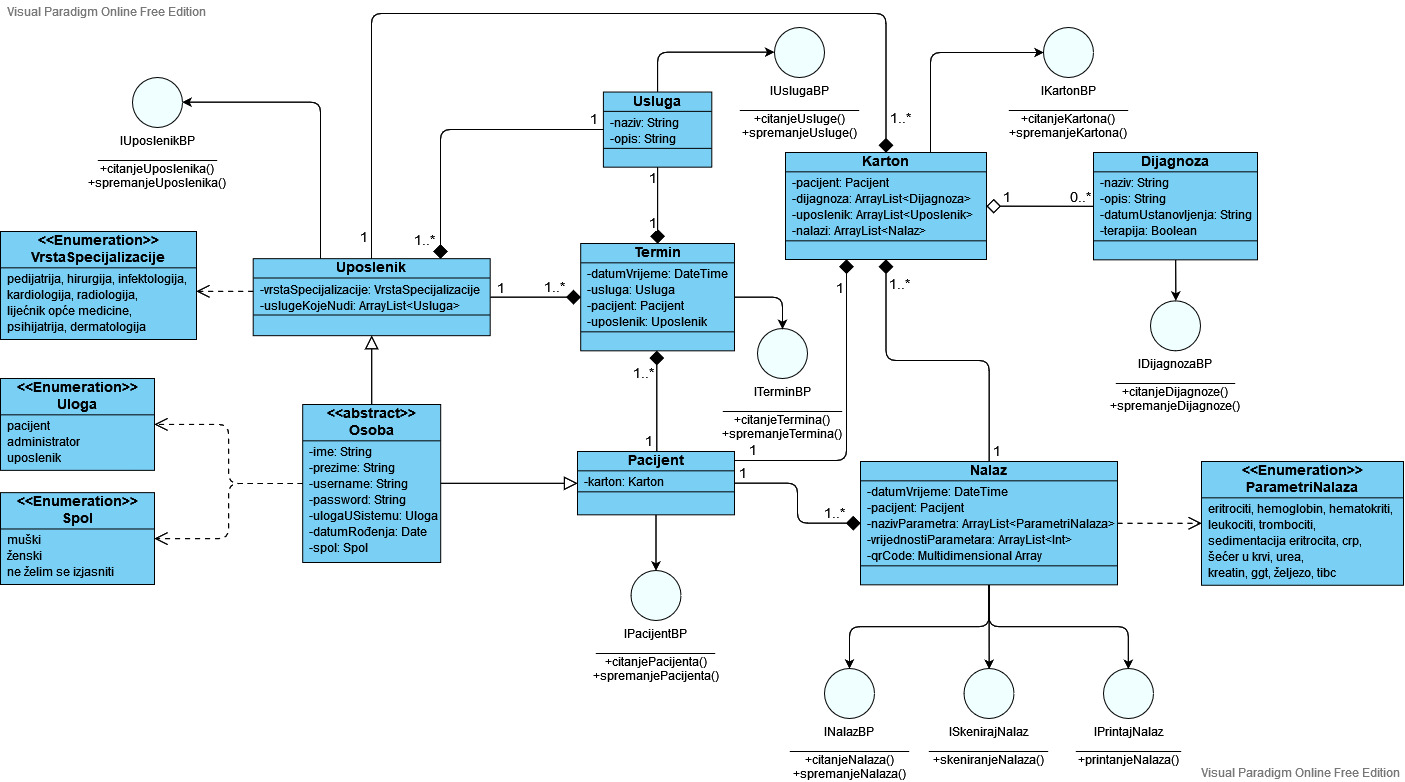 Visual Paradigm Online Free Edition
IUposlenikBP
+citanjeUposlenika()
+spremanjeUposlenika()
Usluga
-naziv: String
-opis: String
IUslugaBP
+citanjeUsluge()
+spremanjeUsluge()
IKartonBP
+citanjeKartona()
+spremanjeKartona()
1
1..*
1
1..*
1
1
Karton
-pacijent: Pacijent
-dijagnoza: ArrayList<Dijagnoza>
-uposlenik: ArrayList<Uposlenik>
-nalazi: ArrayList<Nalaz>
1
0..*
Dijagnoza
-naziv: String
-opis: String
-datumUstanovljenja: String
-terapija: Boolean
<<Enumeration>>
VrstaSpecijalizacije
pedijatrija, hirurgija, infektologija,
kardiologija, radiologija,
liječnik opće medicine,
psihijatrija, dermatologija
Uposlenik
-vrstaSpecijalizacije: VrstaSpecijalizacije
-uslugeKojeNudi: ArrayList<Usluga>
1
1..*
Termin
-datumVrijeme: DateTime
-usluga: Usluga
-pacijent: Pacijent
-uposlenik: Uposlenik
1
1..*
ITerminBP
+citanjeTermina()
+spremanjeTermina()
IDijagnozaBP
+citanjeDijagnoze()
+spremanjeDijagnoze()
<<Enumeration>>
Uloga
pacijent
administrator
uposlenik
<<Enumeration>>
Spol
muški
ženski
ne želim se izjasniti
<<abstract>>
Osoba
-ime: String
-prezime: String
-username: String
-password: String
-ulogaUSistemu: Uloga
-datumRođenja: Date
-spol: Spol
1..*
1
1
1
Pacijent
-karton: Karton
1
1..*
Nalaz
-datumVrijeme: DateTime
-pacijent: Pacijent
-nazivParametra: ArrayList<ParametriNalaza>
-vrijednostiParametara: ArrayList<Int>
-qrCode: Multidimensional Array
<<Enumeration>>
ParametriNalaza
eritrociti, hemoglobin, hematokriti,
leukociti, trombociti,
sedimentacija eritrocita, crp,
šećer u krvi, urea,
kreatin, ggt, željezo, tibc
IPacijentBP
+citanjePacijenta()
+spremanjePacijenta()
INalazBP
+citanjeNalaza()
+spremanjeNalaza()
ISkenirajNalaz
+skeniranjeNalaza()
IPrintajNalaz
+printanjeNalaza()
Visual Paradigm Online Free Edition